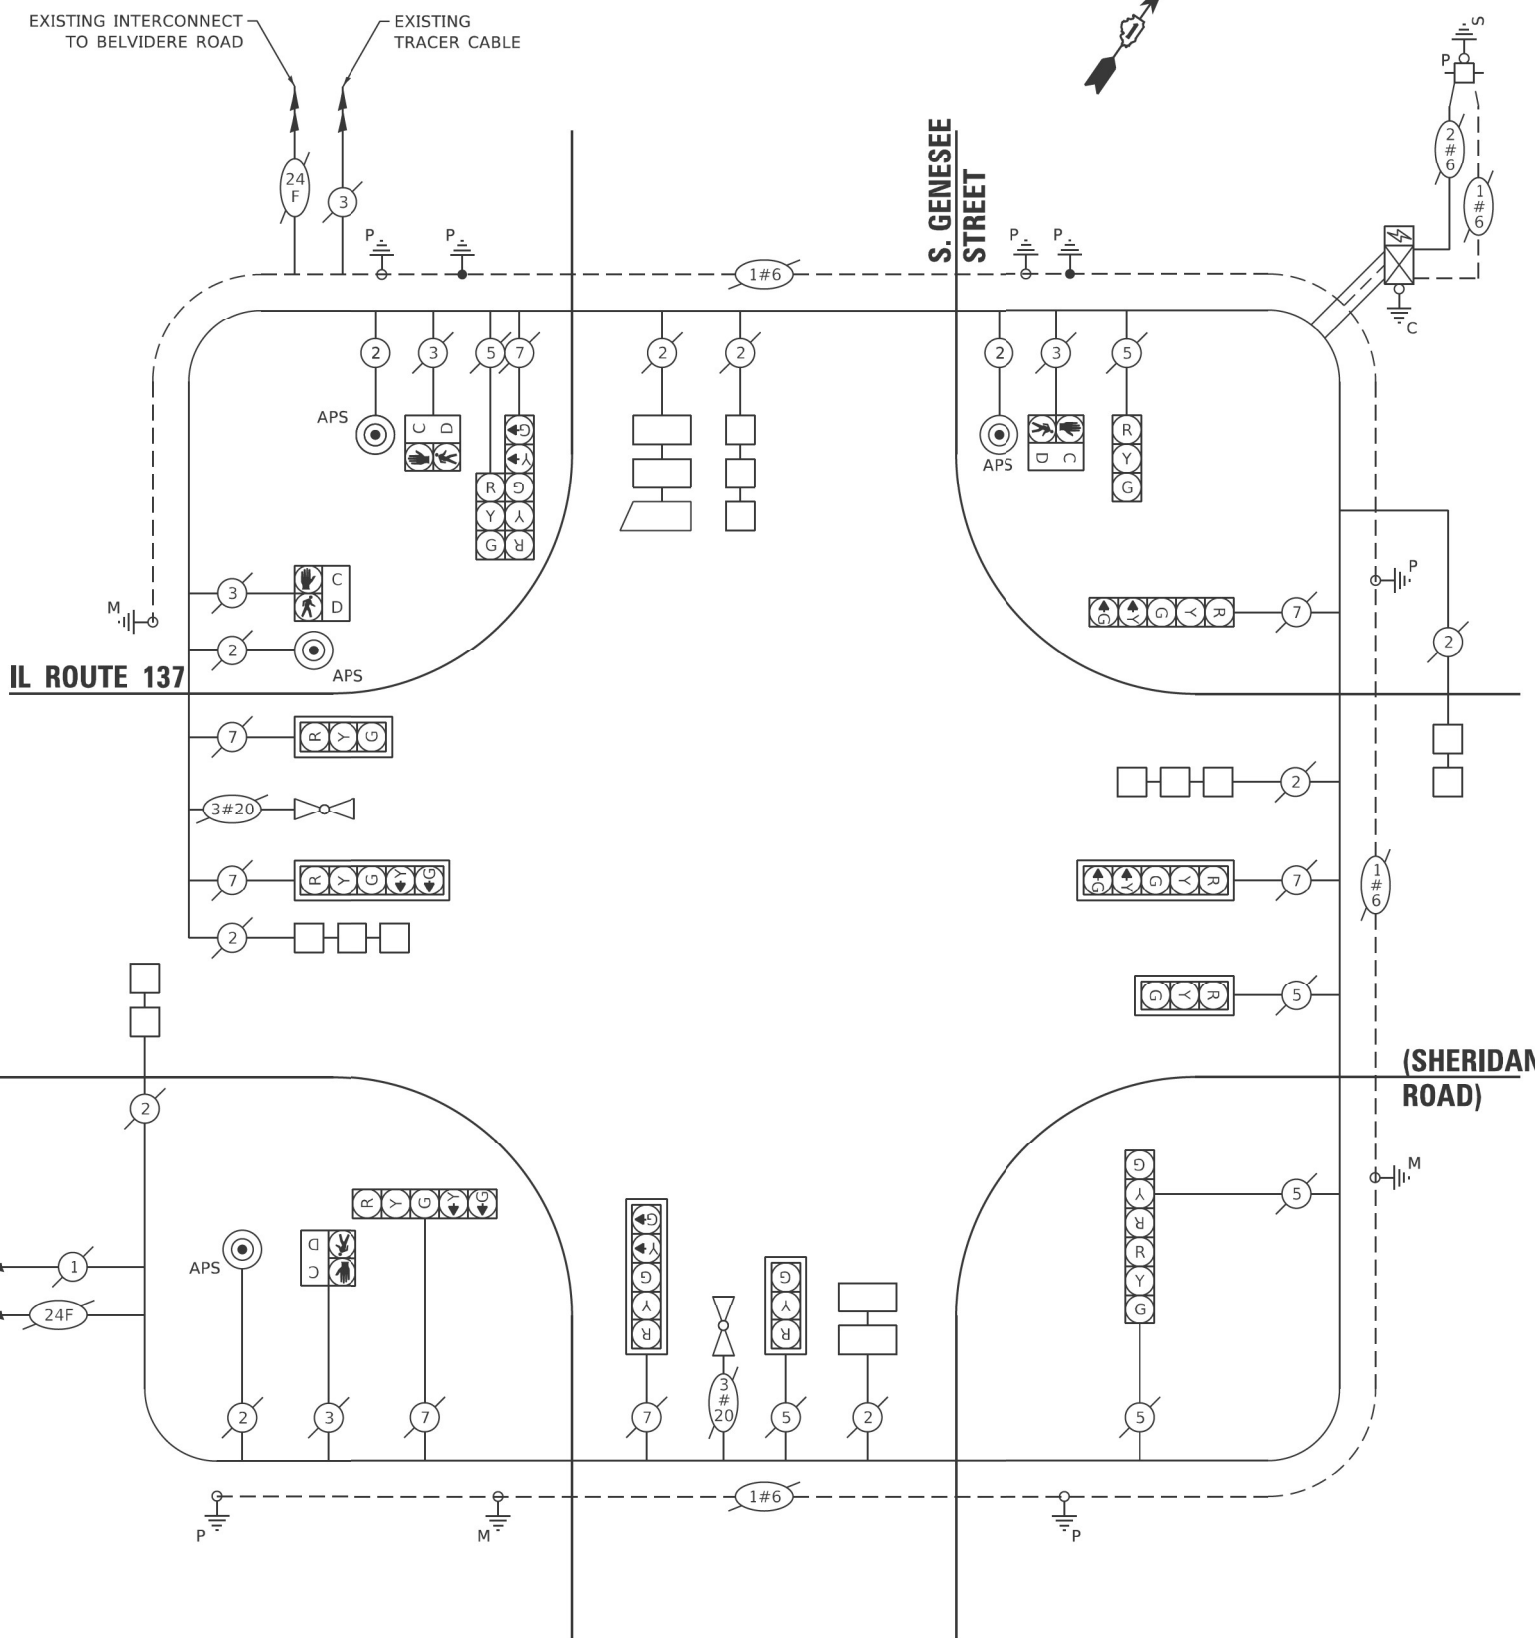 EXISTING INTERCONNECT
TO BELVIDERE ROAD
EXISTING
TRACER CABLE
S
P
2
#
6
1
#
6
24
F
3
S. GENESEE
STREET
P
P
1#6
P
P
C
2
3
5
7
2
2
2
3
5
APS
C D
G
Y
R G
Y Y
G R
APS
D C
R
Y
G
3
C
D
M
2
APS
G Y G Y R
7
P
2
IL ROUTE 137
7
R Y G
2
3#20
7
R Y G Y G
G Y G Y R
7
1
#
6
2
G Y R
5
(SHERIDAN
ROAD)
2
M
G
Y
R
R
Y
G
5
R Y G Y G
APS
D
C
1
24F
G
Y
G
Y
R
G
Y
R
2
3
7
7
3
#
20
5
2
5
1#6
P
M
P